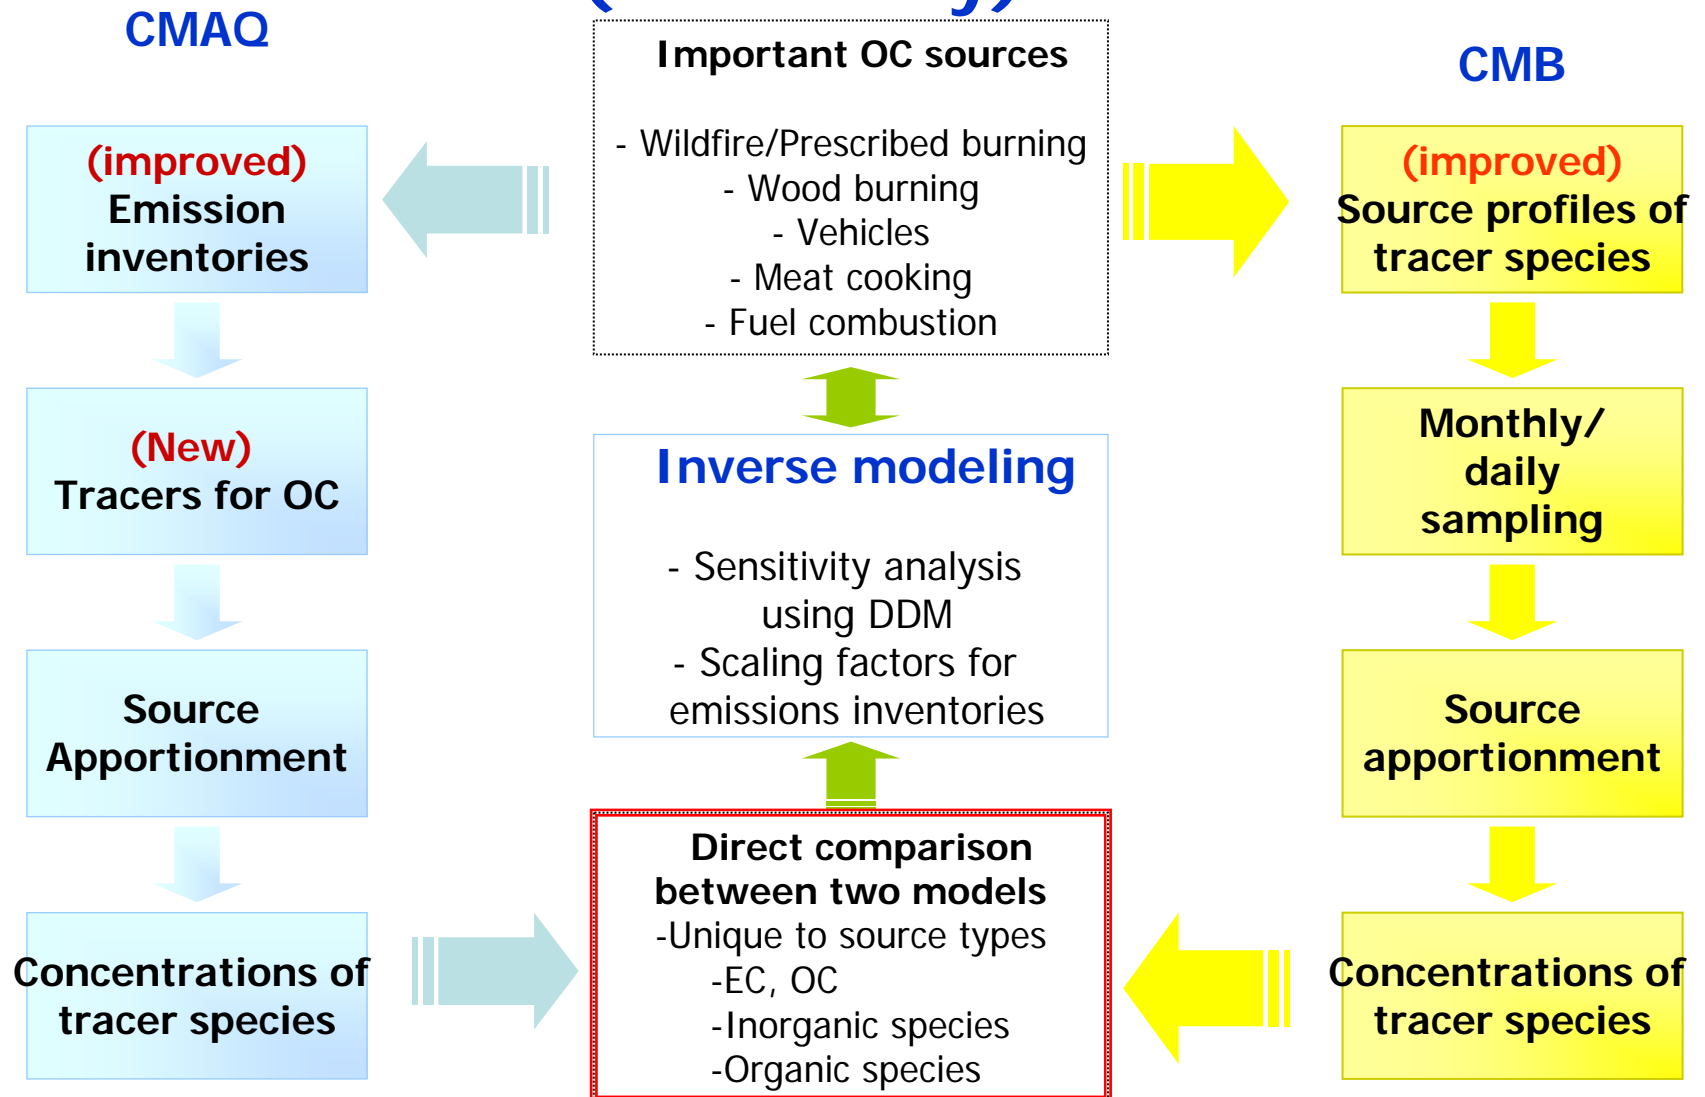 CMAQ
(improved)
Emission
inventories
(New)
Tracers for OC
Source
Apportionment
Concentrations of
tracer species
Important OC sources
- Wildfire/Prescribed burning
- Wood burning
- Vehicles
- Meat cooking
- Fuel combustion
Inverse modeling
- Sensitivity analysis
using DDM
- Scaling factors for
emissions inventories
Direct comparison
between two models
-Unique to source types
-EC, OC
-Inorganic species
-Organic species
CMB
(improved)
Source profiles of
tracer species
Monthly/
daily
sampling
Source
apportionment
Concentrations of
tracer species